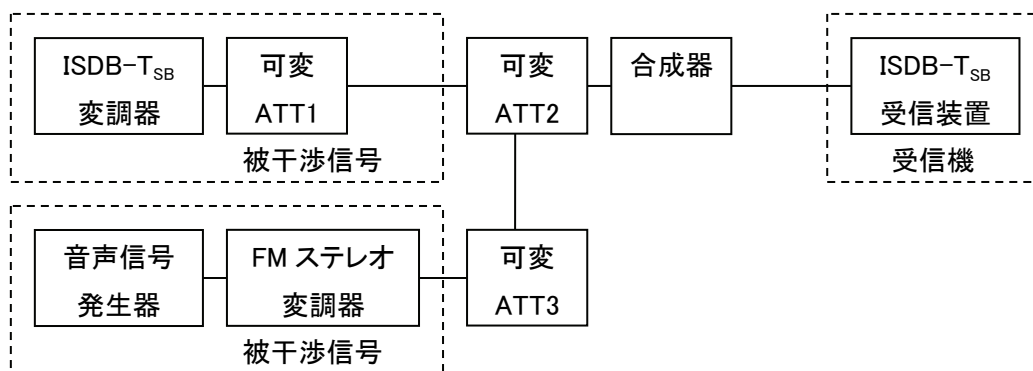 ISDB-TSB
変調器
可変
ATT1
被干渉信号
可変
ATT2
合成器
ISDB-TSB
受信装置
受信機
音声信号
発生器
FM ステレオ
変調器
被干渉信号
可変
ATT3